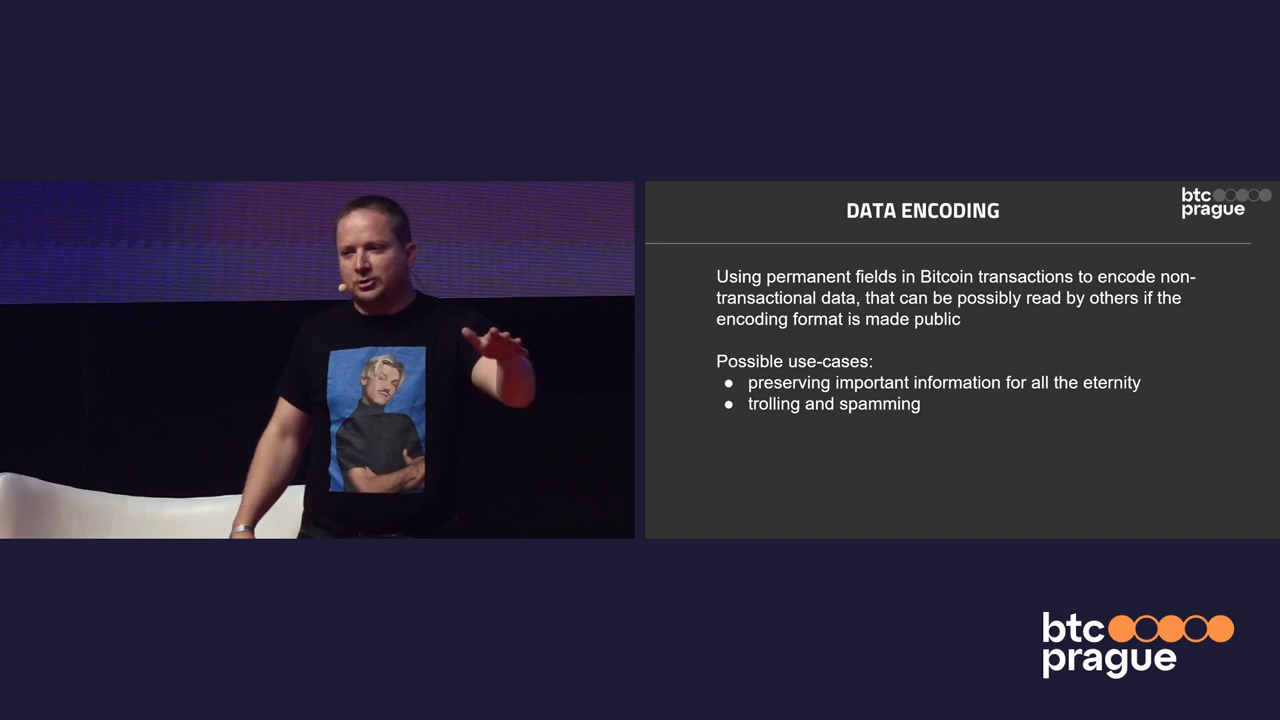 DATA ENCODING
btc
prague
Using permanent fields in Bitcoin transactions to encode non-
transactional data, that can be possibly read by others if the
encoding format is made public
Possible use-cases:
● preserving important information for all the eternity
● trolling and spamming
btc
prague